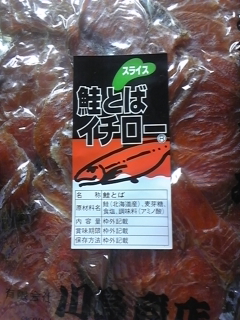 スライス
鮭とば
イチロー
名称 鮭とば
原材料名 鮭(北海道産)、麦芽糖、
食塩、調味料(アミノ酸)
内容量 枠外記載
賞味期限 枠外記載
保存方法 枠外記載